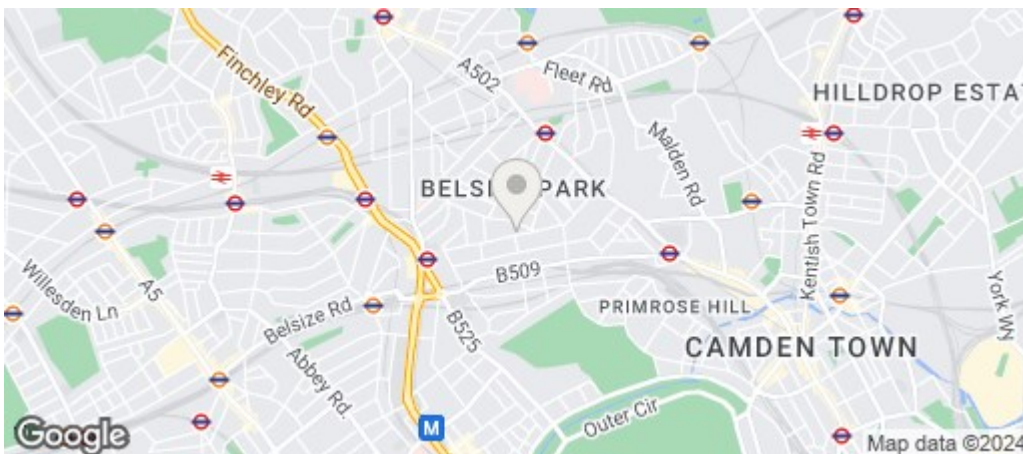 Finchley Rd
A502
Fleet Rd
HILLDROP ESTAT
Malden Rd
BELSIZE PARK
Kentish Town Rd
Willesden Ln
A5
Belsize Rd
B509
B525
PRIMROSE HILL
York Wy
Abbey Rd.
CAMDEN TOWN
M
Outer Cir
Google
Map data ©2024